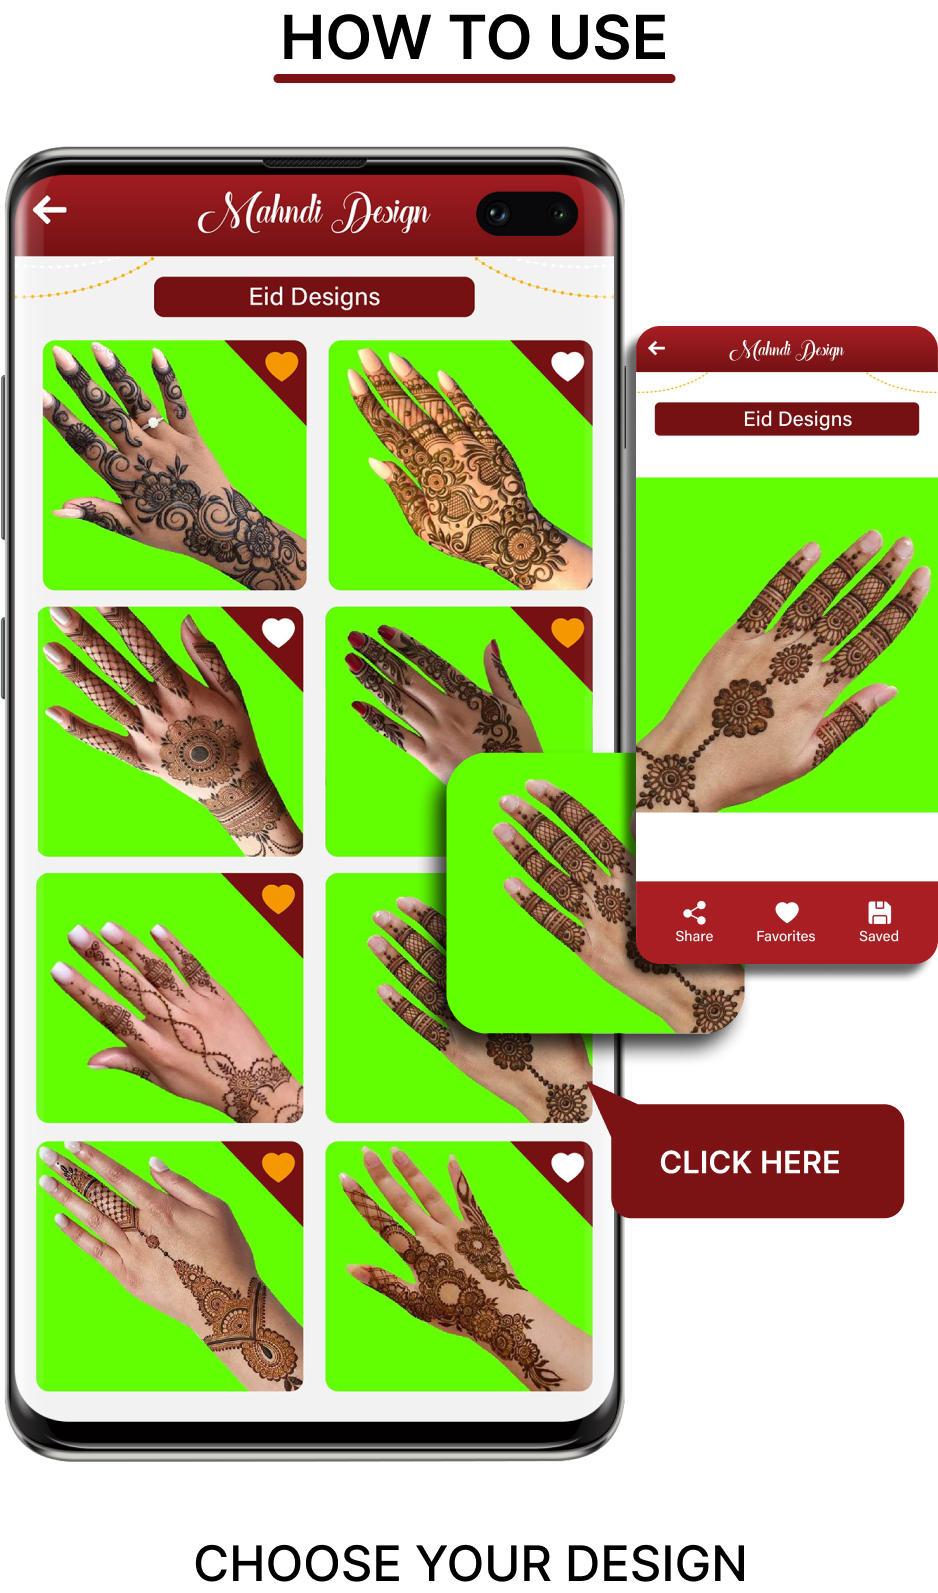 HOW TO USE
Mahndi Design
Eid Designs
Mahndi Design
Eid Designs
Share
Favorites
Saved
CLICK HERE
CHOOSE YOUR DESIGN